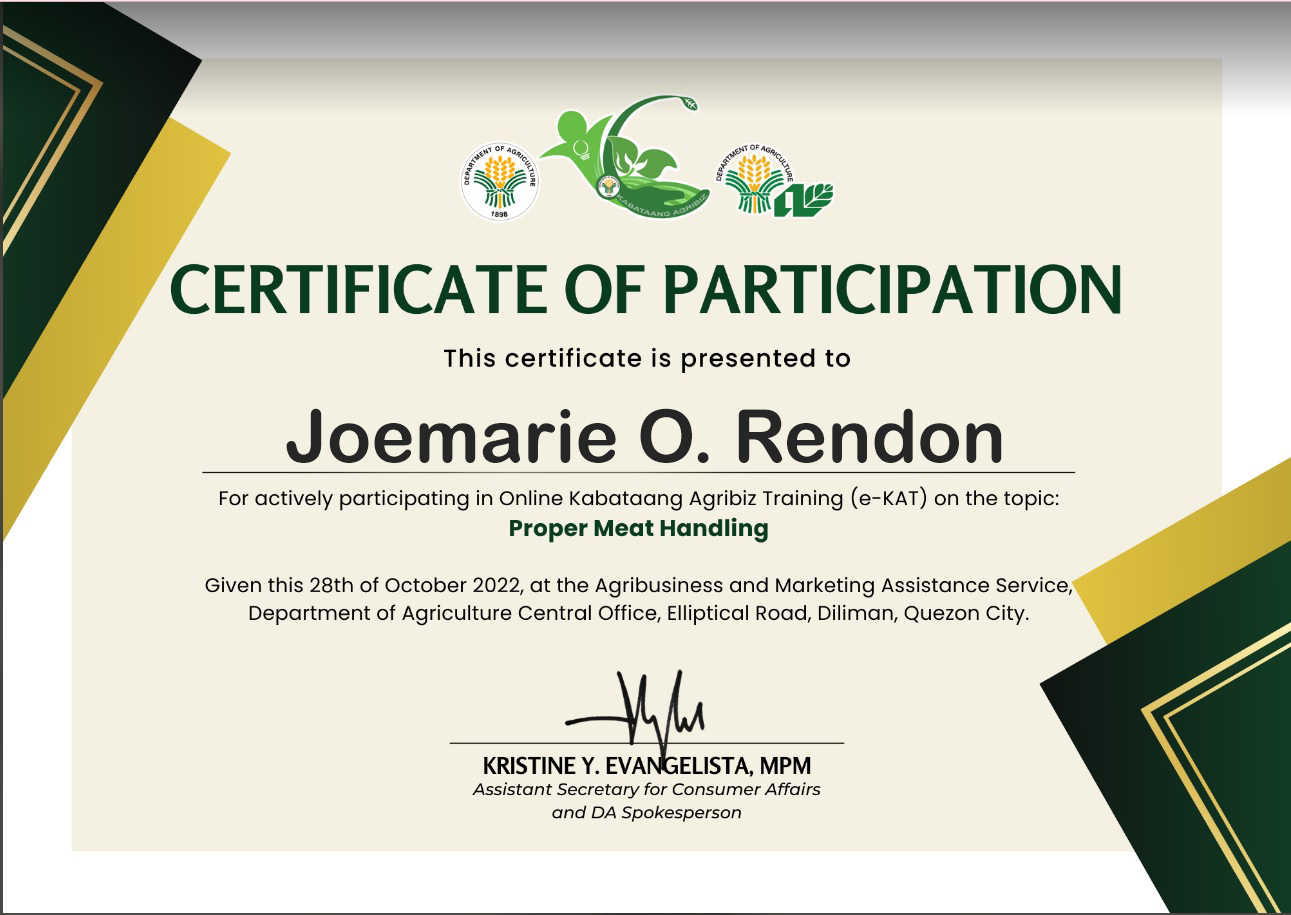 DEPARTMENT OF AGRICULTURE
1898
KABATAANG AGRIBIZ
DEPARTMENT OF AGRICULTURE
CERTIFICATE OF PARTICIPATION
This certificate is presented to
Joemarie O. Rendon
For actively participating in Online Kabataang Agribiz Training (e-KAT) on the topic:
Proper Meat Handling
Given this 28th of October 2022, at the Agribusiness and Marketing Assistance Service,
Department of Agriculture Central Office, Elliptical Road, Diliman, Quezon City.
KRISTINE Y. EVANGELISTA, MPM
Assistant Secretary for Consumer Affairs
and DA Spokesperson